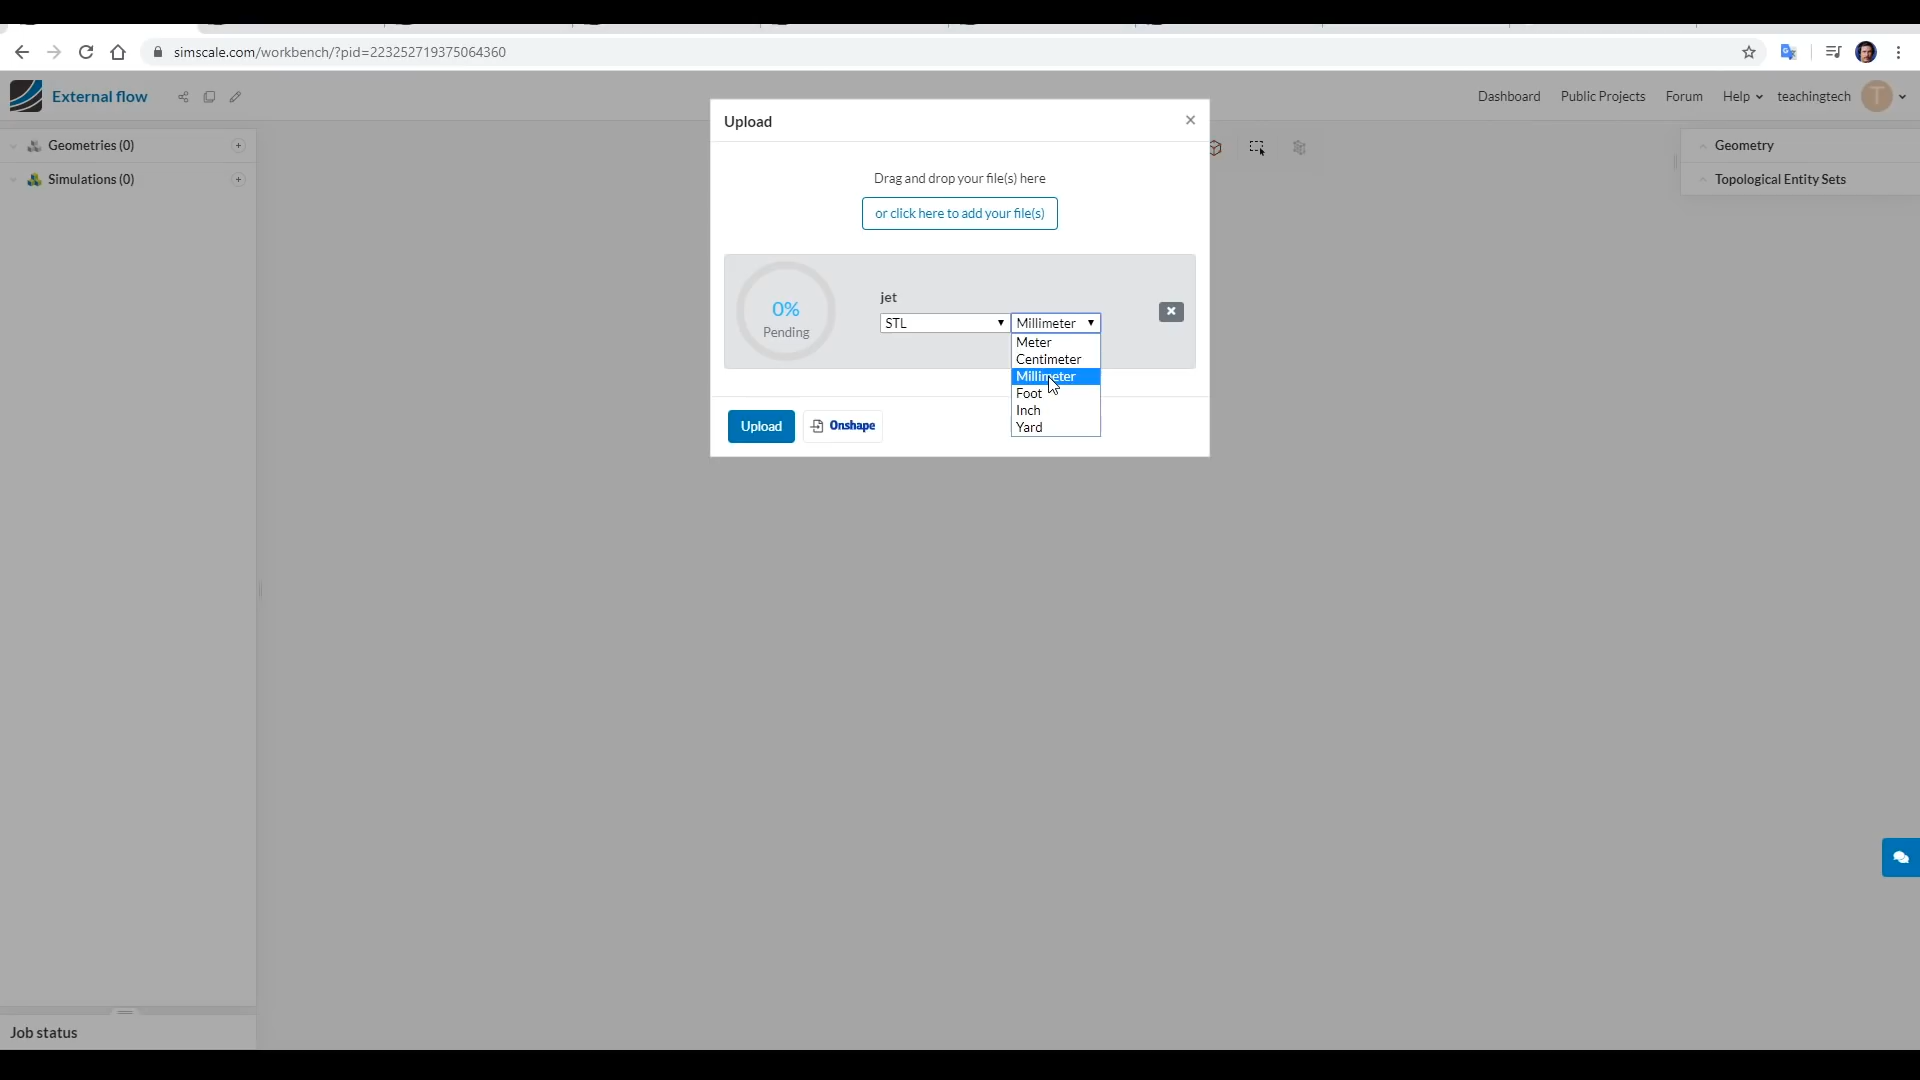 simscale.com/workbench/?pid=223252719375064360
External flow
Dashboard
Public Projects
Forum
Help
teachingtech
T
Geometries (0)
Simulations (0)
Geometry
Topological Entity Sets
Upload
Drag and drop your file(s) here
or click here to add your file(s)
0%
Pending
jet
STL
Millimeter
Meter
Centimeter
Millimeter
Foot
Inch
Yard
Upload
Onshape
Job status